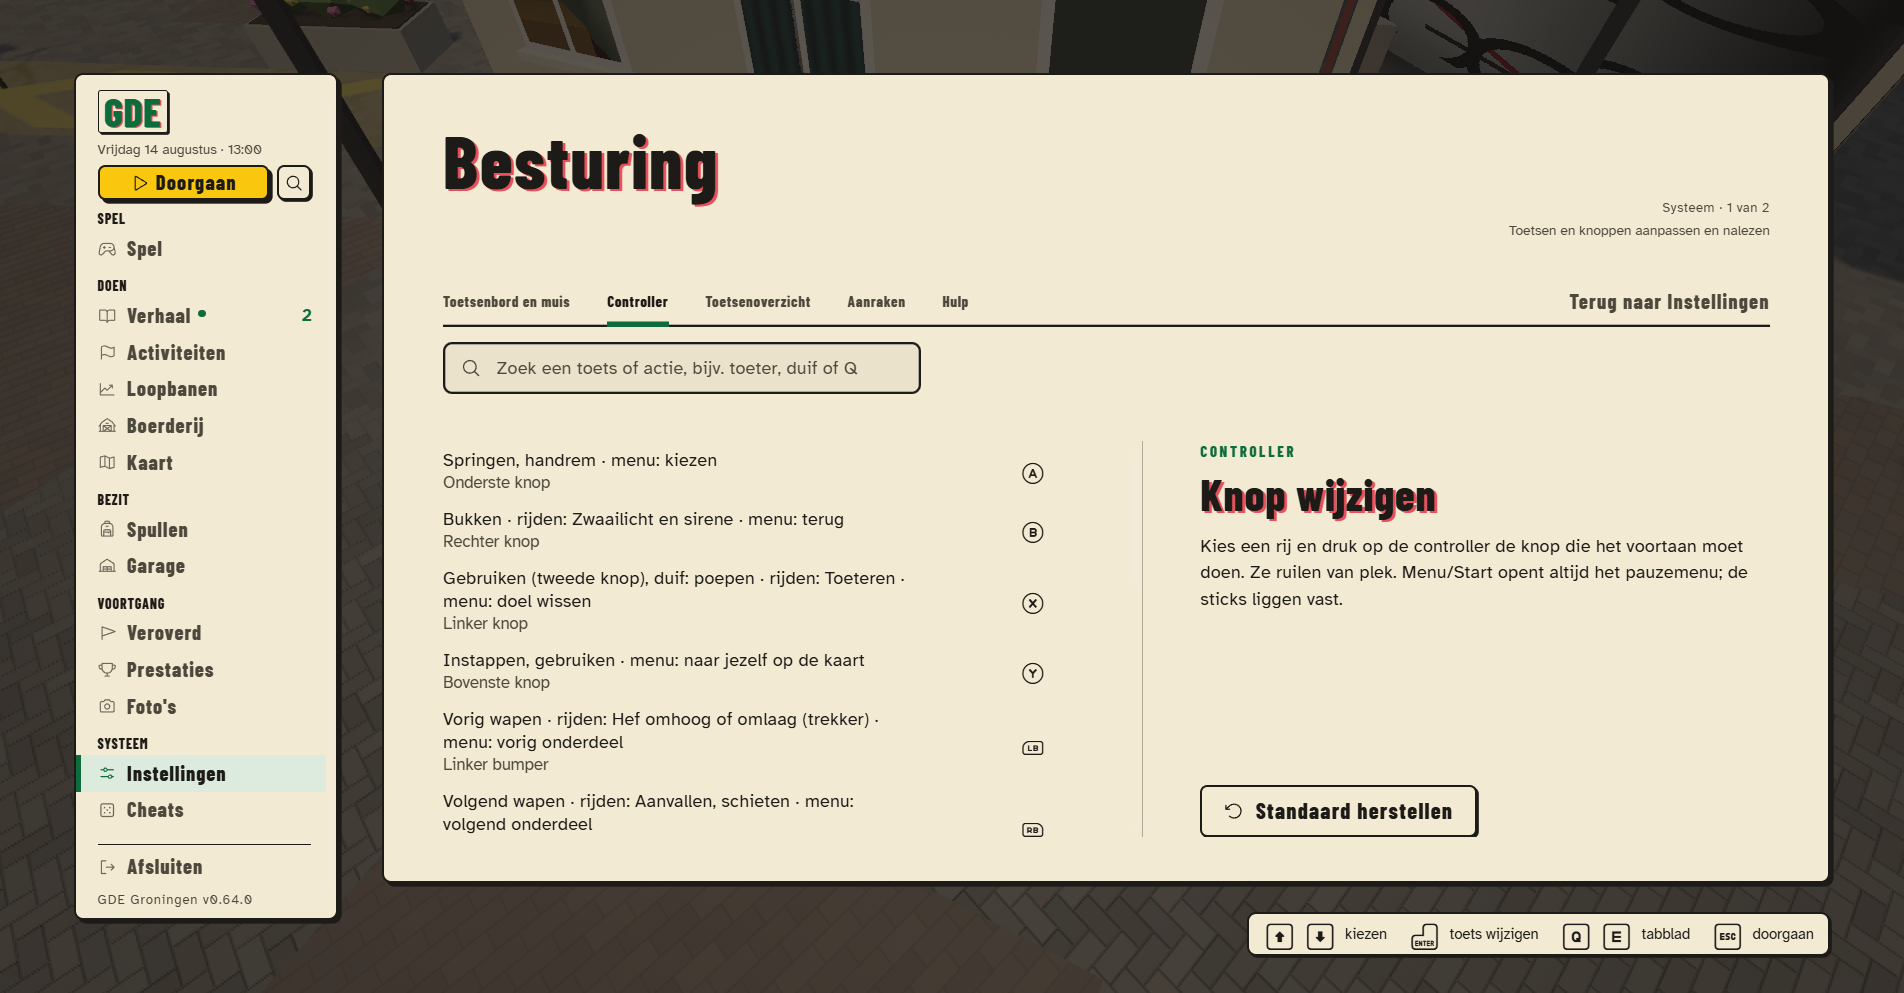 GDE
Vrijdag 14 augustus · 13:00
Doorgaan
SPEL
Spel
DOEN
Verhaal 2
Activiteiten
Loopbanen
Boerderij
Kaart
BEZIT
Spullen
Garage
VOORTGANG
Veroverd
Prestaties
Foto's
SYSTEEM
Instellingen
Cheats
Afsluiten
GDE Groningen v0.64.0
Besturing
Systeem · 1 van 2
Toetsen en knoppen aanpassen en nalezen
Toetsenbord en muis Controller Toetsenoverzicht Aanraken Hulp Terug naar Instellingen
Zoek een toets of actie, bijv. toeter, duif of Q
Springen, handrem · menu: kiezen
Onderste knop
A
Bukken · rijden: Zwaailicht en sirene · menu: terug
Rechter knop
B
Gebruiken (tweede knop), duif: poepen · rijden: Toeteren ·
menu: doel wissen
Linker knop
X
Instappen, gebruiken · menu: naar jezelf op de kaart
Bovenste knop
Y
Vorig wapen · rijden: Hef omhoog of omlaag (trekker) ·
menu: vorig onderdeel
Linker bumper
LB
Volgend wapen · rijden: Aanvallen, schieten · menu:
volgend onderdeel
RB
CONTROLLER
Knop wijzigen
Kies een rij en druk op de controller de knop die het voortaan moet
doen. Ze ruilen van plek. Menu/Start opent altijd het pauzemenu; de
sticks liggen vast.
Standaard herstellen
kiezen ENTER toets wijzigen Q E tabblad ESC doorgaan